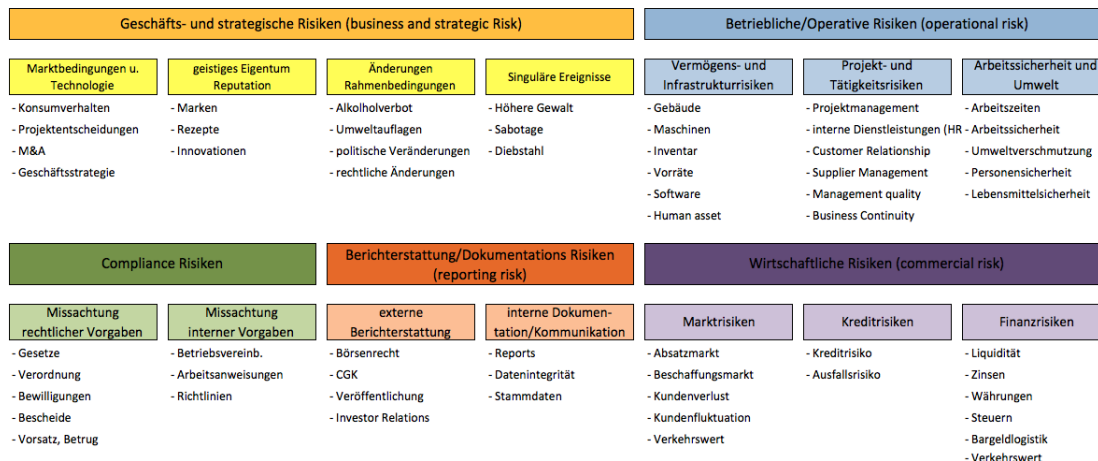 Geschäfts- und strategische Risiken (business and strategic Risk)
Marktbedingungen u.
Technologie
- Konsumverhalten
- Projektentscheidungen
- M&A
- Geschäftsstrategie
geistiges Eigentum
Reputation
- Marken
- Rezepte
- Innovationen
Änderungen
Rahmenbedingungen
- Alkolholverbot
- Umweltauflagen
- politische Veränderungen
- rechtliche Änderungen
Singuläre Ereignisse
- Höhere Gewalt
- Sabotage
- Diebstahl
Betriebliche/Operative Risiken (operational risk)
Vermögens- und
Infrastrukturrisiken
- Gebäude
- Maschinen
- Inventar
- Vorräte
- Software
- Human asset
Projekt- und
Tätigkeitsrisiken
- Projektmanagement
- interne Dienstleistungen (HR
- Customer Relationship
- Supplier Management
- Management quality
- Business Continuity
Arbeitssicherheit und
Umwelt
- Arbeitszeiten
- Arbeitssicherheit
- Umweltverschmutzung
- Personensicherheit
- Lebensmittelsicherheit
Compliance Risiken
Missachtung
rechtlicher Vorgaben
- Gesetze
- Verordnung
- Bewilligungen
- Bescheide
- Vorsatz, Betrug
Missachtung
interner Vorgaben
- Betriebsvereinb.
- Arbeitsanweisungen
- Richtlinien
Berichterstattung/Dokumentations Risiken
(reporting risk)
externe
Berichterstattung
- Börsenrecht
- CGK
- Veröffentlichung
- Investor Relations
interne Dokumen-
tation/Kommunikation
- Reports
- Datenintegrität
- Stammdaten
Wirtschaftliche Risiken (commercial risk)
Marktrisiken
- Absatzmarkt
- Beschaffungsmarkt
- Kundenverlust
- Kundenfluktuation
- Verkehrswert
Kreditrisiken
- Kreditrisiko
- Ausfallsrisiko
Finanzrisiken
- Liquidität
- Zinsen
- Währungen
- Steuern
- Bargeldlogistik
- Verkehrswert